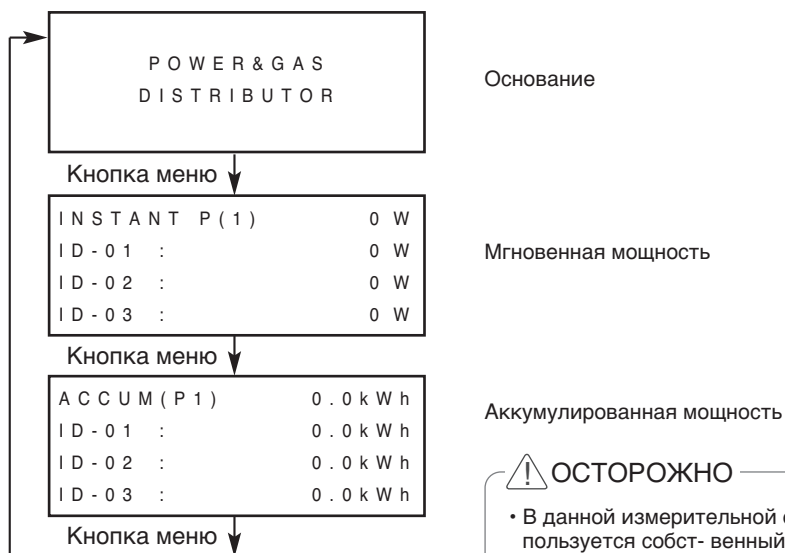 POWER&GAS
DISTRIBUTOR
Основание
Кнопка меню
INSTANT P(1) 0 W
ID-01 : 0 W
ID-02 : 0 W
ID-03 : 0 W
Мгновенная мощность
Кнопка меню
ACCUM(P1) 0.0kWh
ID-01 : 0.0kWh
ID-02 : 0.0kWh
ID-03 : 0.0kWh
Аккумулированная мощность
Кнопка меню
ОСТОРОЖНО
• В данной измерительной
пользуется собст- венный